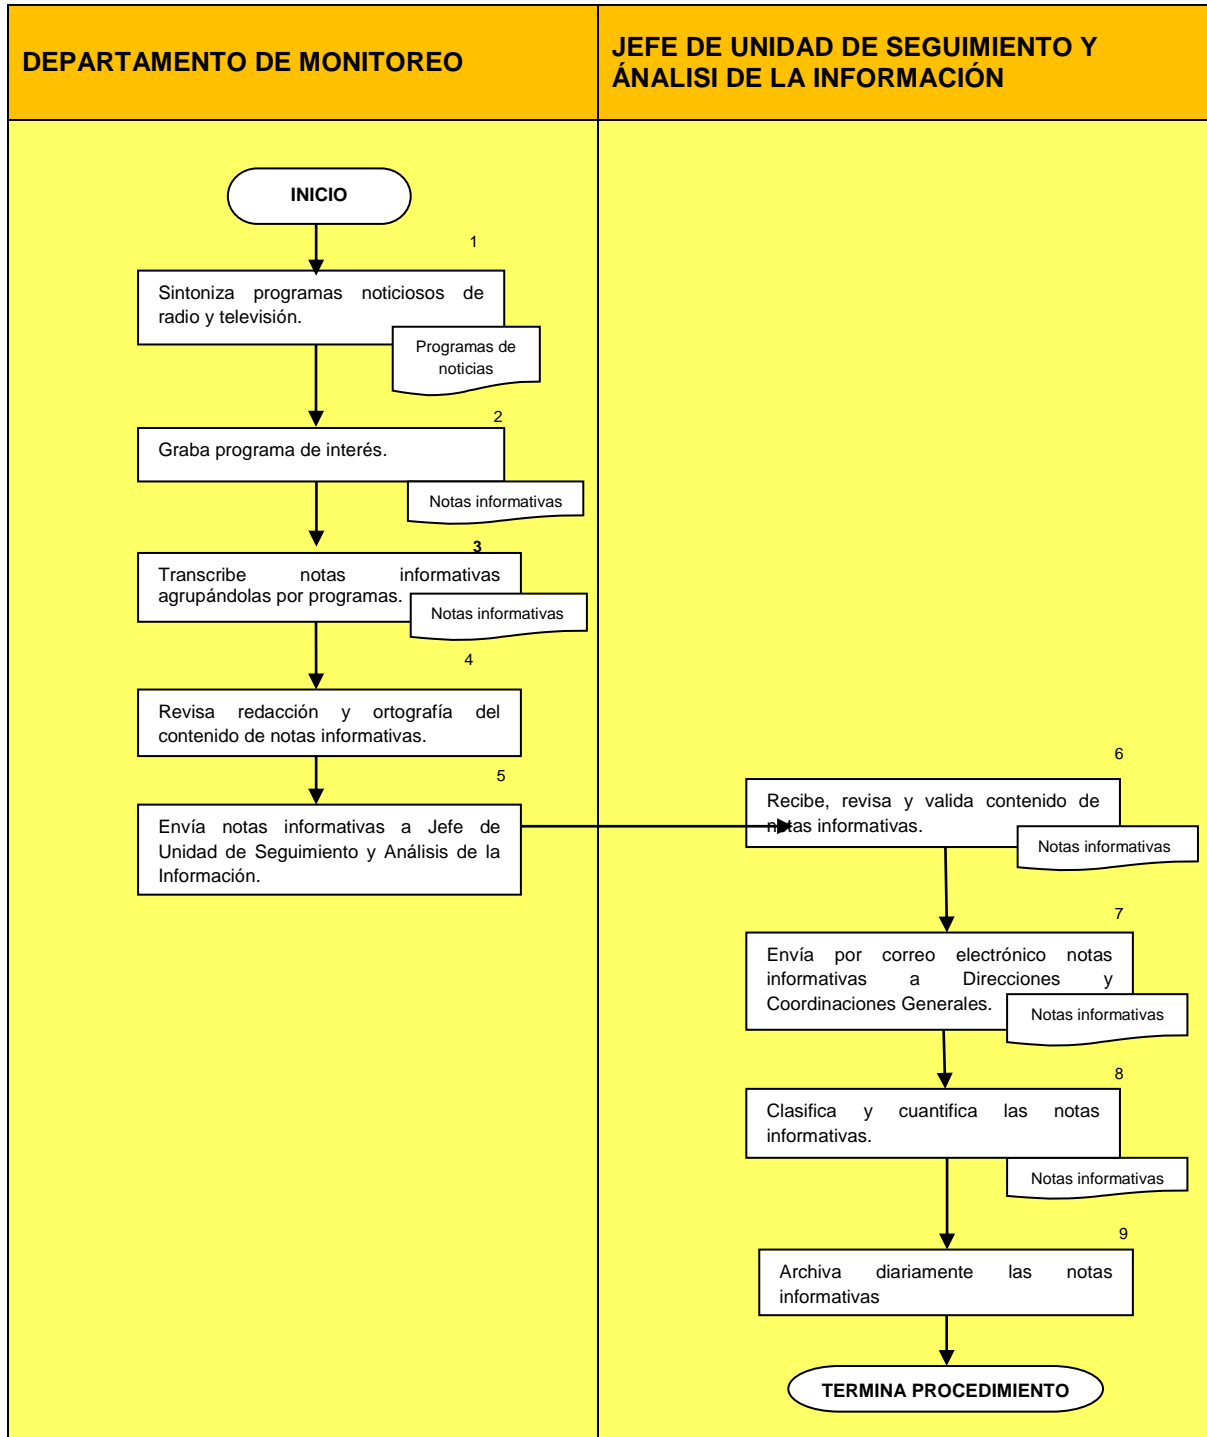 DEPARTAMENTO DE MONITOREO
JEFE DE UNIDAD DE SEGUIMIENTO Y
ÁNALISI DE LA INFORMACIÓN
INICIO
1
Sintoniza programas noticiosos de
radio y televisión.
Programas de
noticias
2
Graba programa de interés.
Notas informativas
3
Transcribe notas informativas
agrupándolas por programas.
Notas informativas
4
Revisa redacción y ortografía del
contenido de notas informativas.
5
Envía notas informativas a Jefe de
Unidad de Seguimiento y Análisis de la
Información.
6
Recibe, revisa y valida contenido de
notas informativas.
Notas informativas
7
Envía por correo electrónico notas
informativas a Direcciones y
Coordinaciones Generales.
Notas informativas
8
Clasifica y cuantifica las notas
informativas.
Notas informativas
9
Archiva diariamente las notas
informativas
TERMINA PROCEDIMIENTO